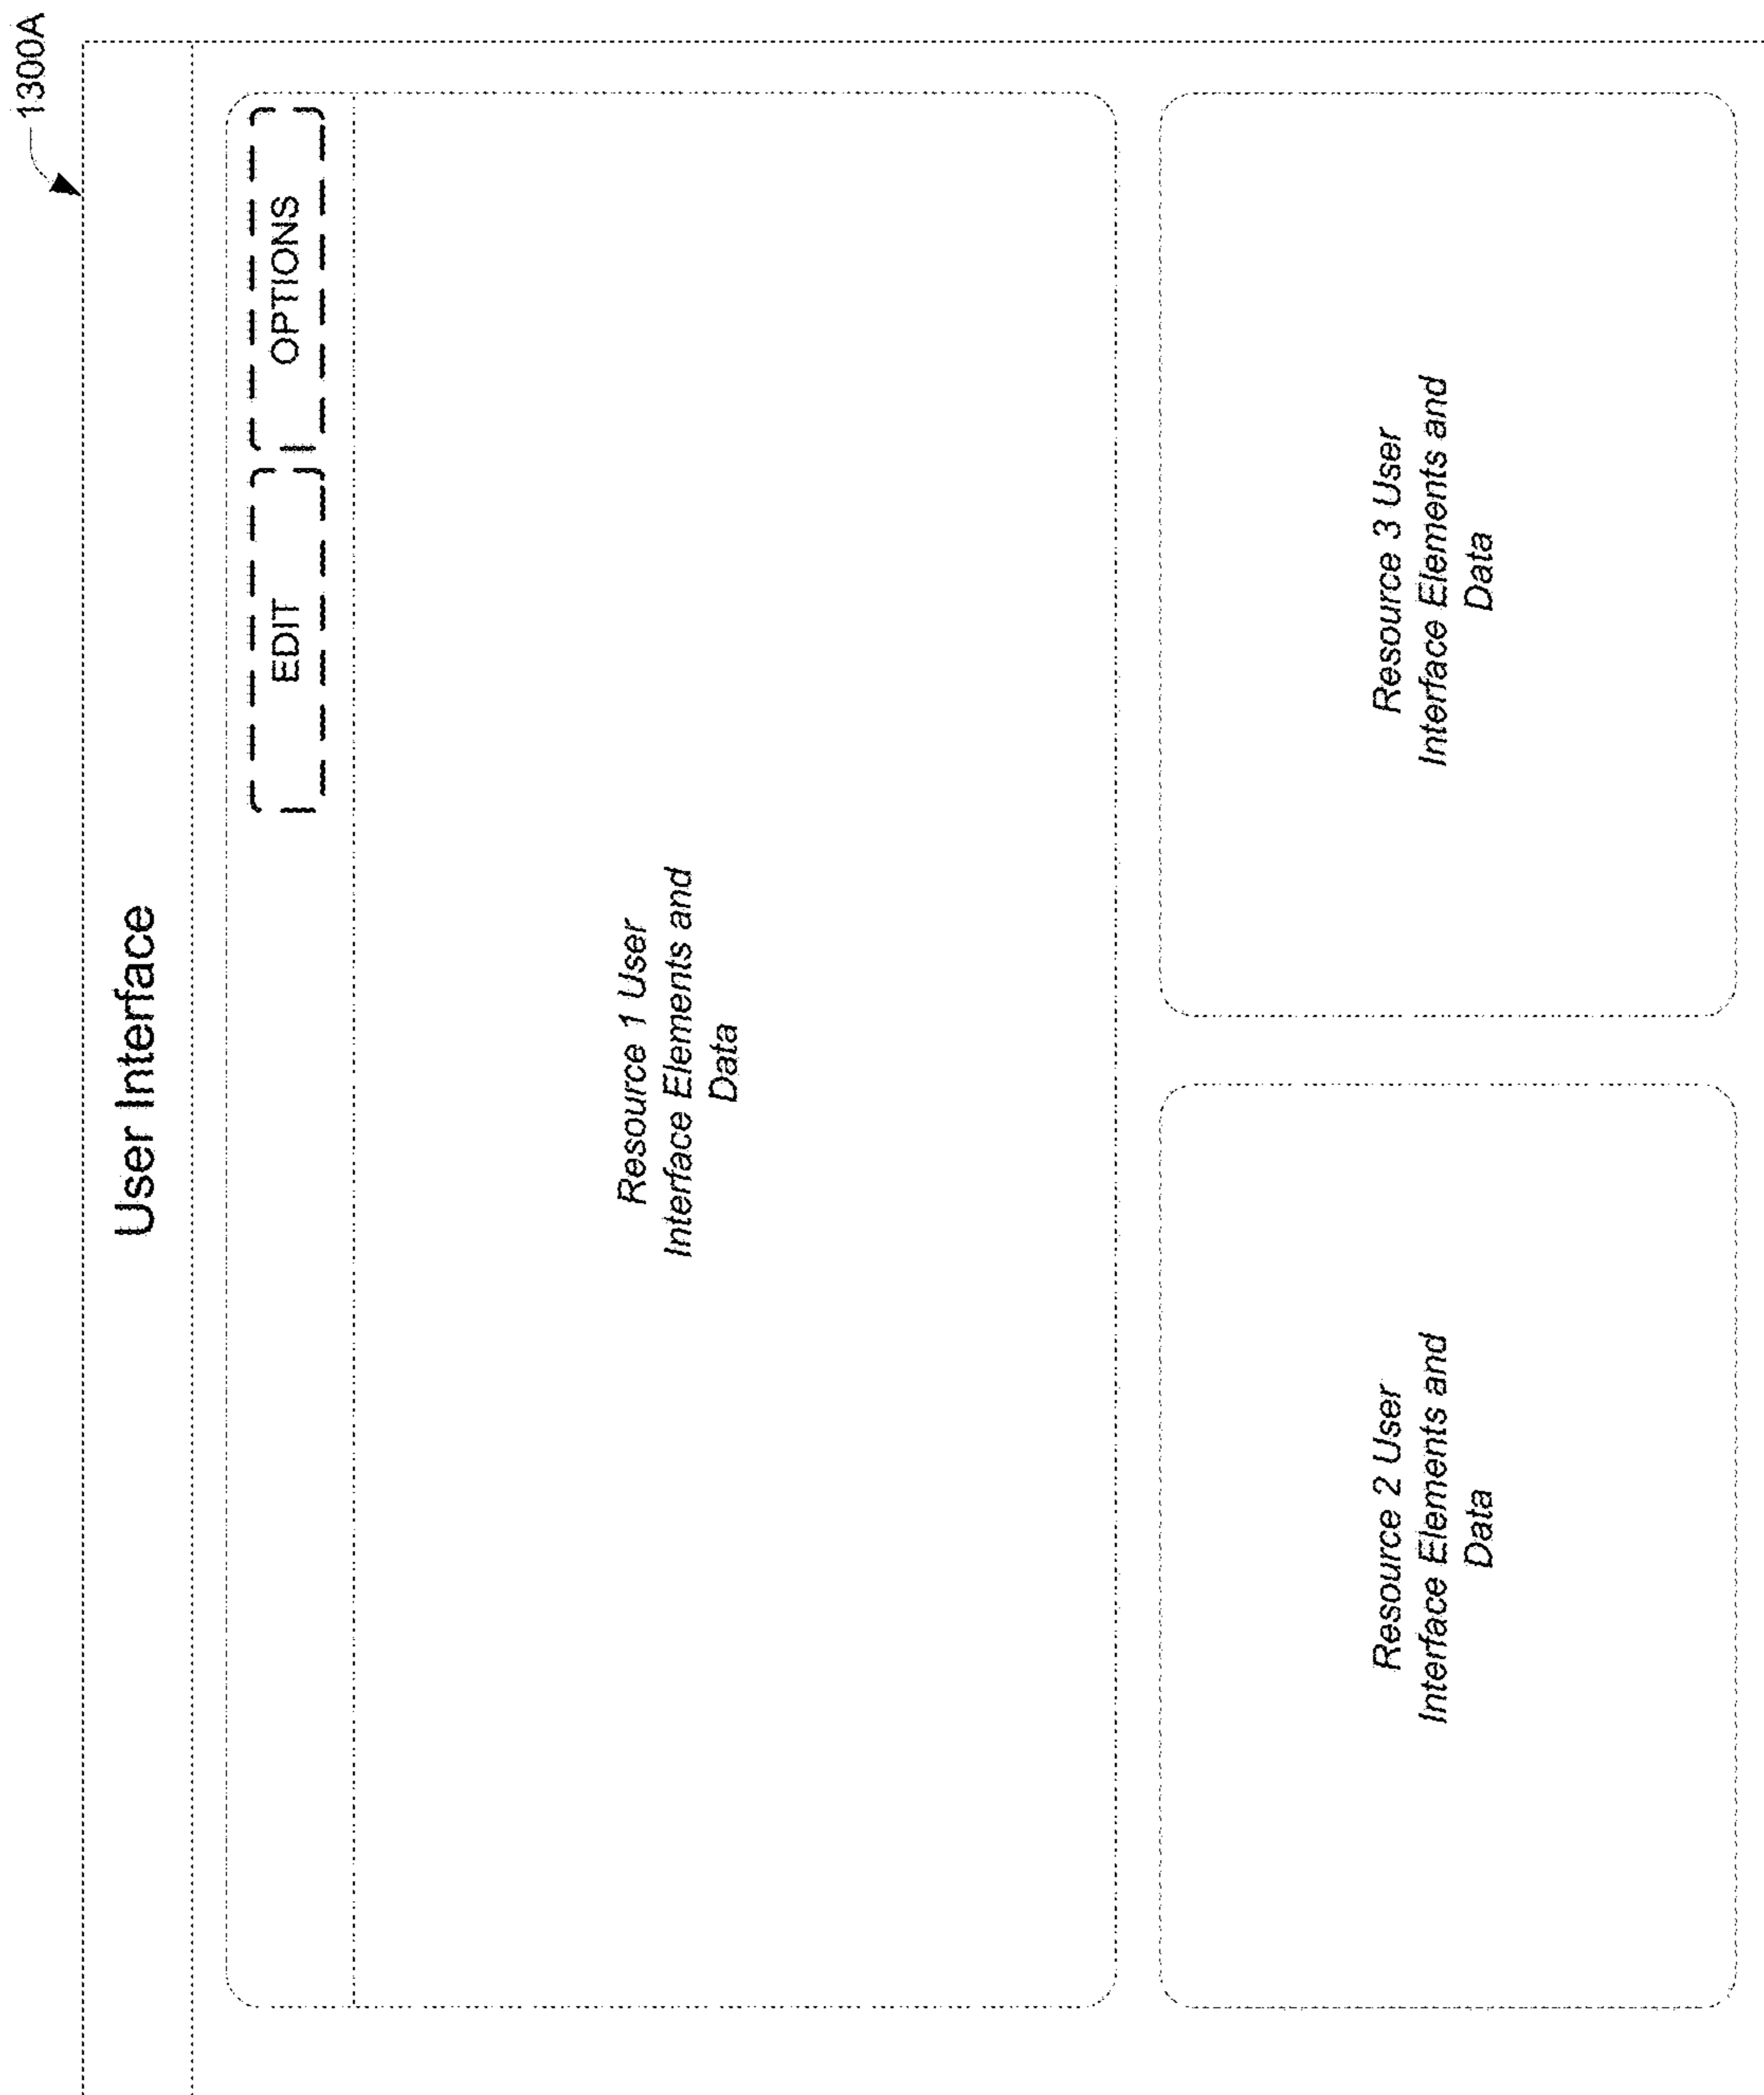 1300A
User Interface
EDIT
OPTIONS
Resource 1 User
Interface Elements and
Data
Resource 2 User
Interface Elements and
Data
Resource 3 User
Interface Elements and
Data